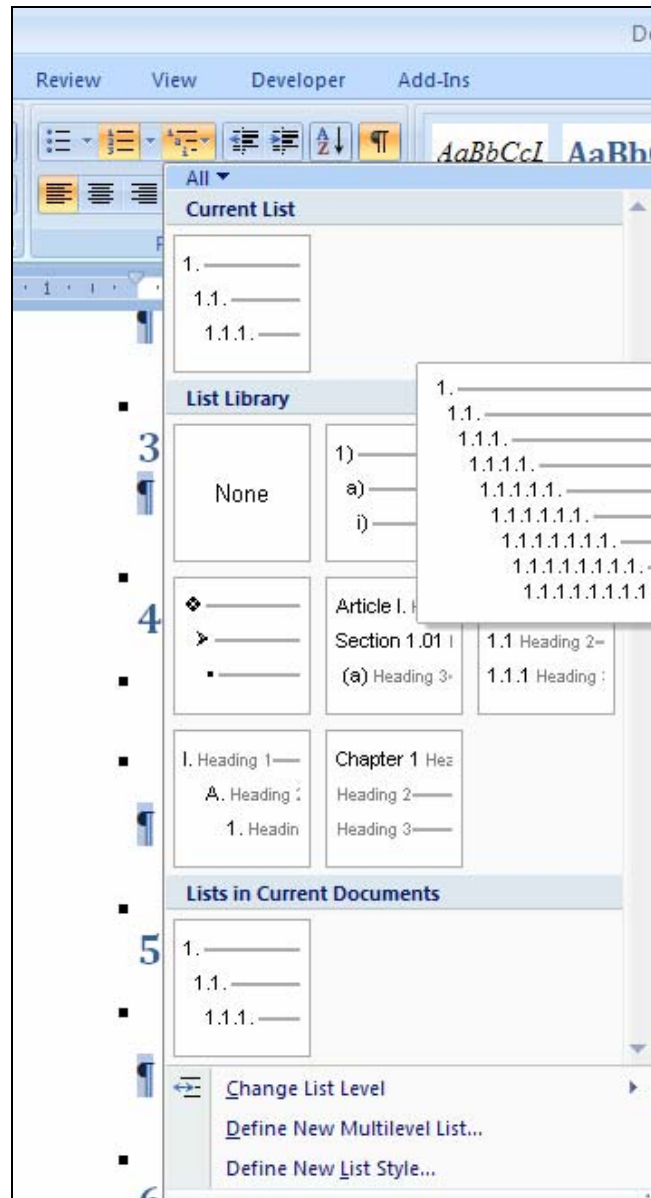 De
Review View Developer Add-Ins
AaBbCcI AaBb
All
Current List
1
1.
1.1.
1.1.1.
List Library
3
None
1)
a)
i)
1.
1.1.
1.1.1.
1.1.1.1.
1.1.1.1.1.
1.1.1.1.1.1.
1.1.1.1.1.1.1.
1.1.1.1.1.1.1.1.
1.1.1.1.1.1.1.1.1
4
Article I. H
Section 1.01
(a) Heading 3
1.1 Heading 2
1.1.1 Heading
I. Heading 1
A. Heading
1. Headin
Chapter 1 Hea
Heading 2
Heading 3
Lists in Current Documents
5
1.
1.1.
1.1.1.
Change List Level
Define New Multilevel List...
Define New List Style...
6